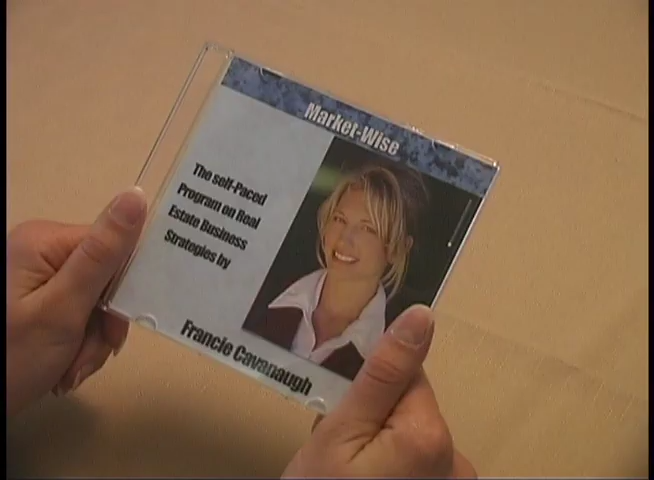 Market-Wise
The self-Paced
Program on Real
Estate Business
Strategies by
Francie Cavanaugh